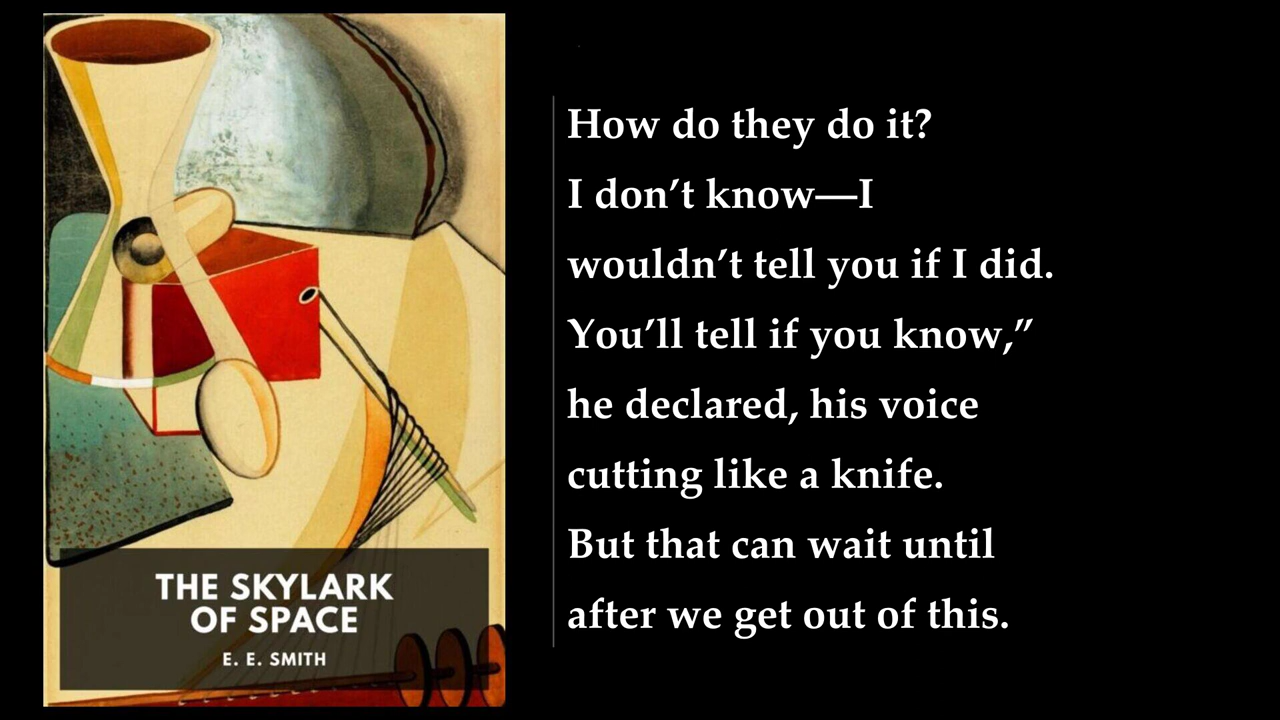 THE SKYLARK
OF SPACE
E. E. SMITH
How do they do it?
I don’t know—I
wouldn’t tell you if I did.
You’ll tell if you know,”
he declared, his voice
cutting like a knife.
But that can wait until
after we get out of this.